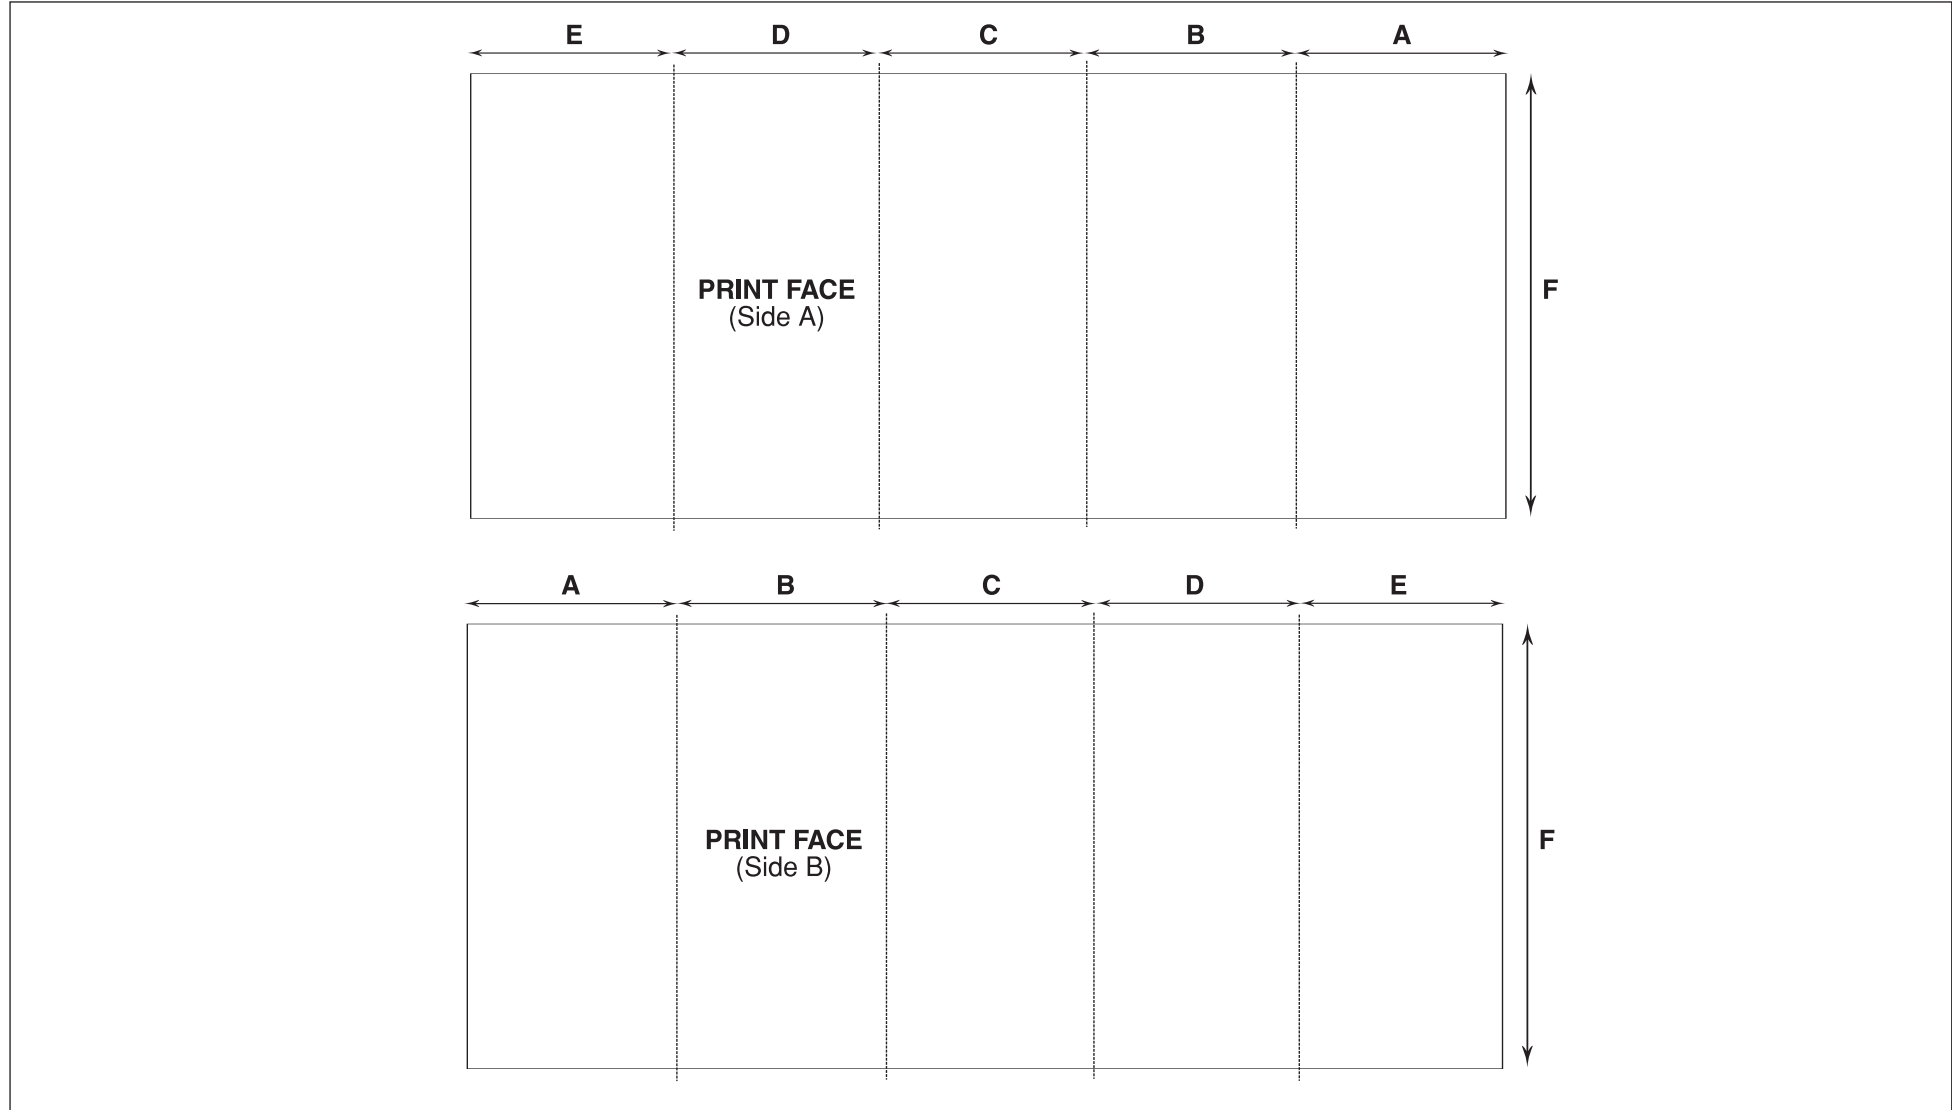 E D C B A
PRINT FACE
(Side A)
F
A B C D E
PRINT FACE
(Side B)
F